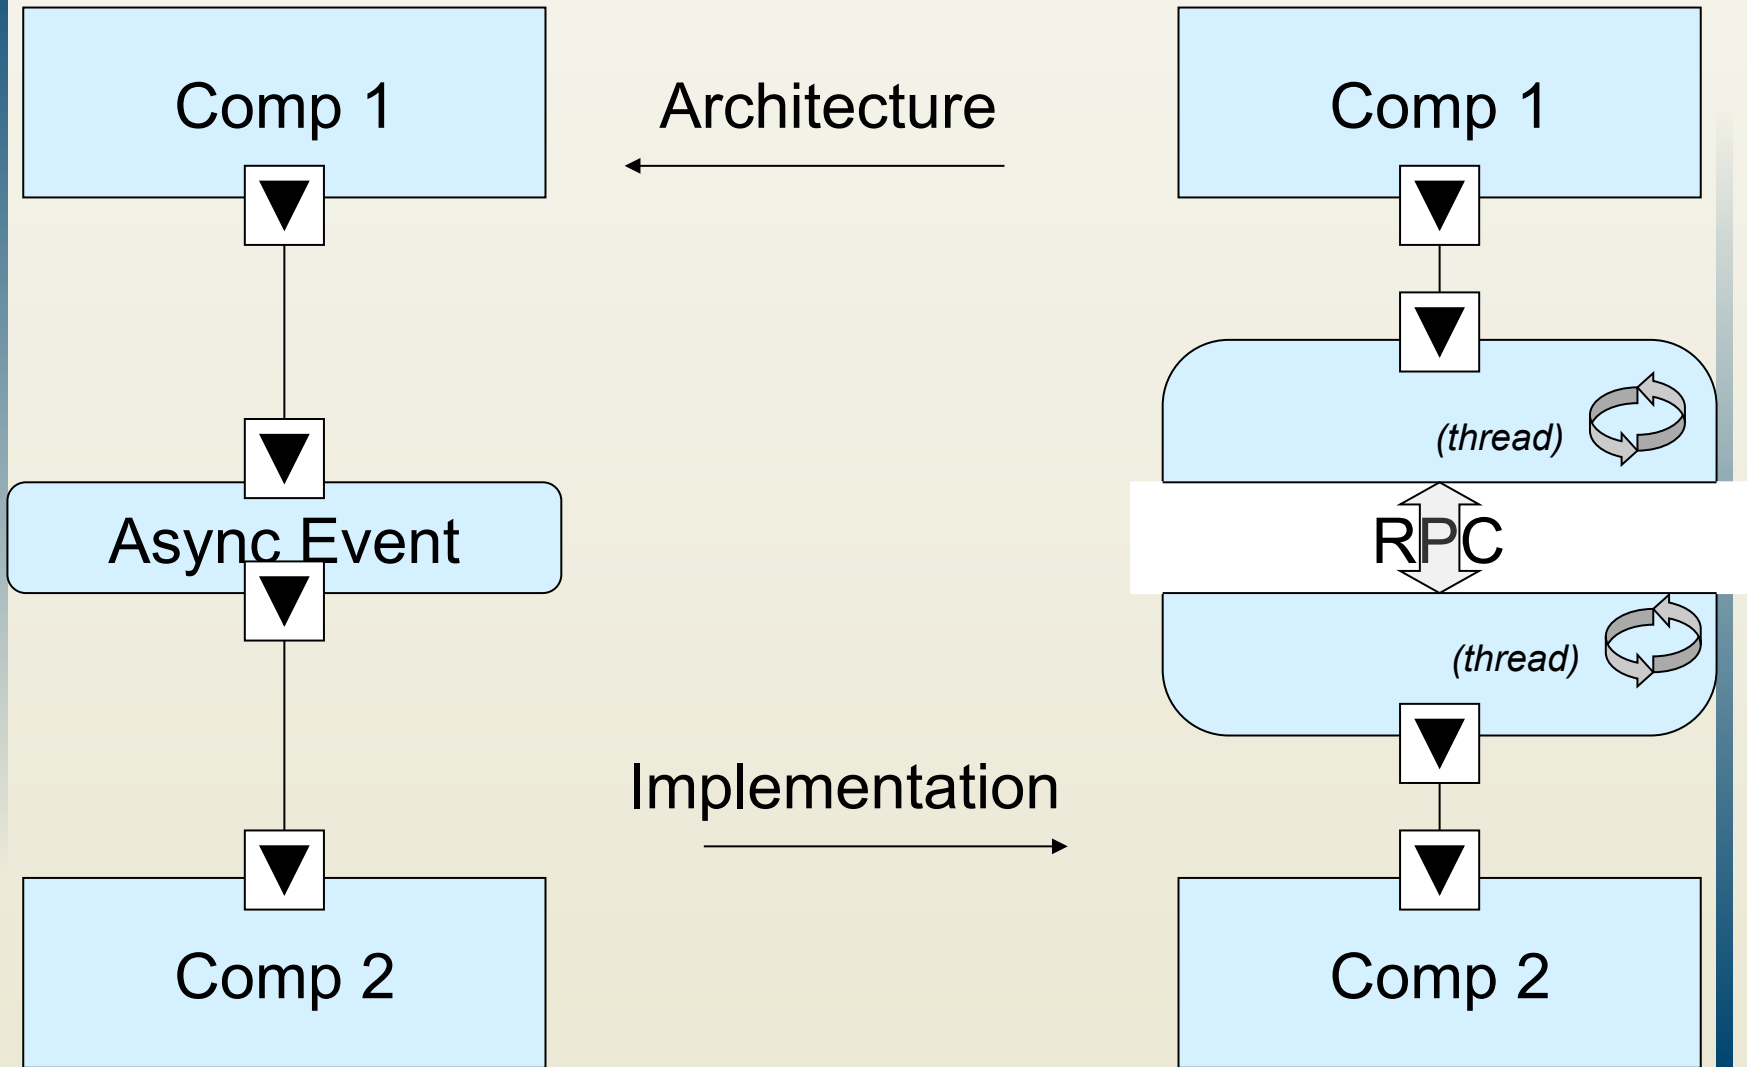 Comp 1
Architecture
Comp 1
(thread)
Async Event
RPC
(thread)
Implementation
Comp 2
Comp 2